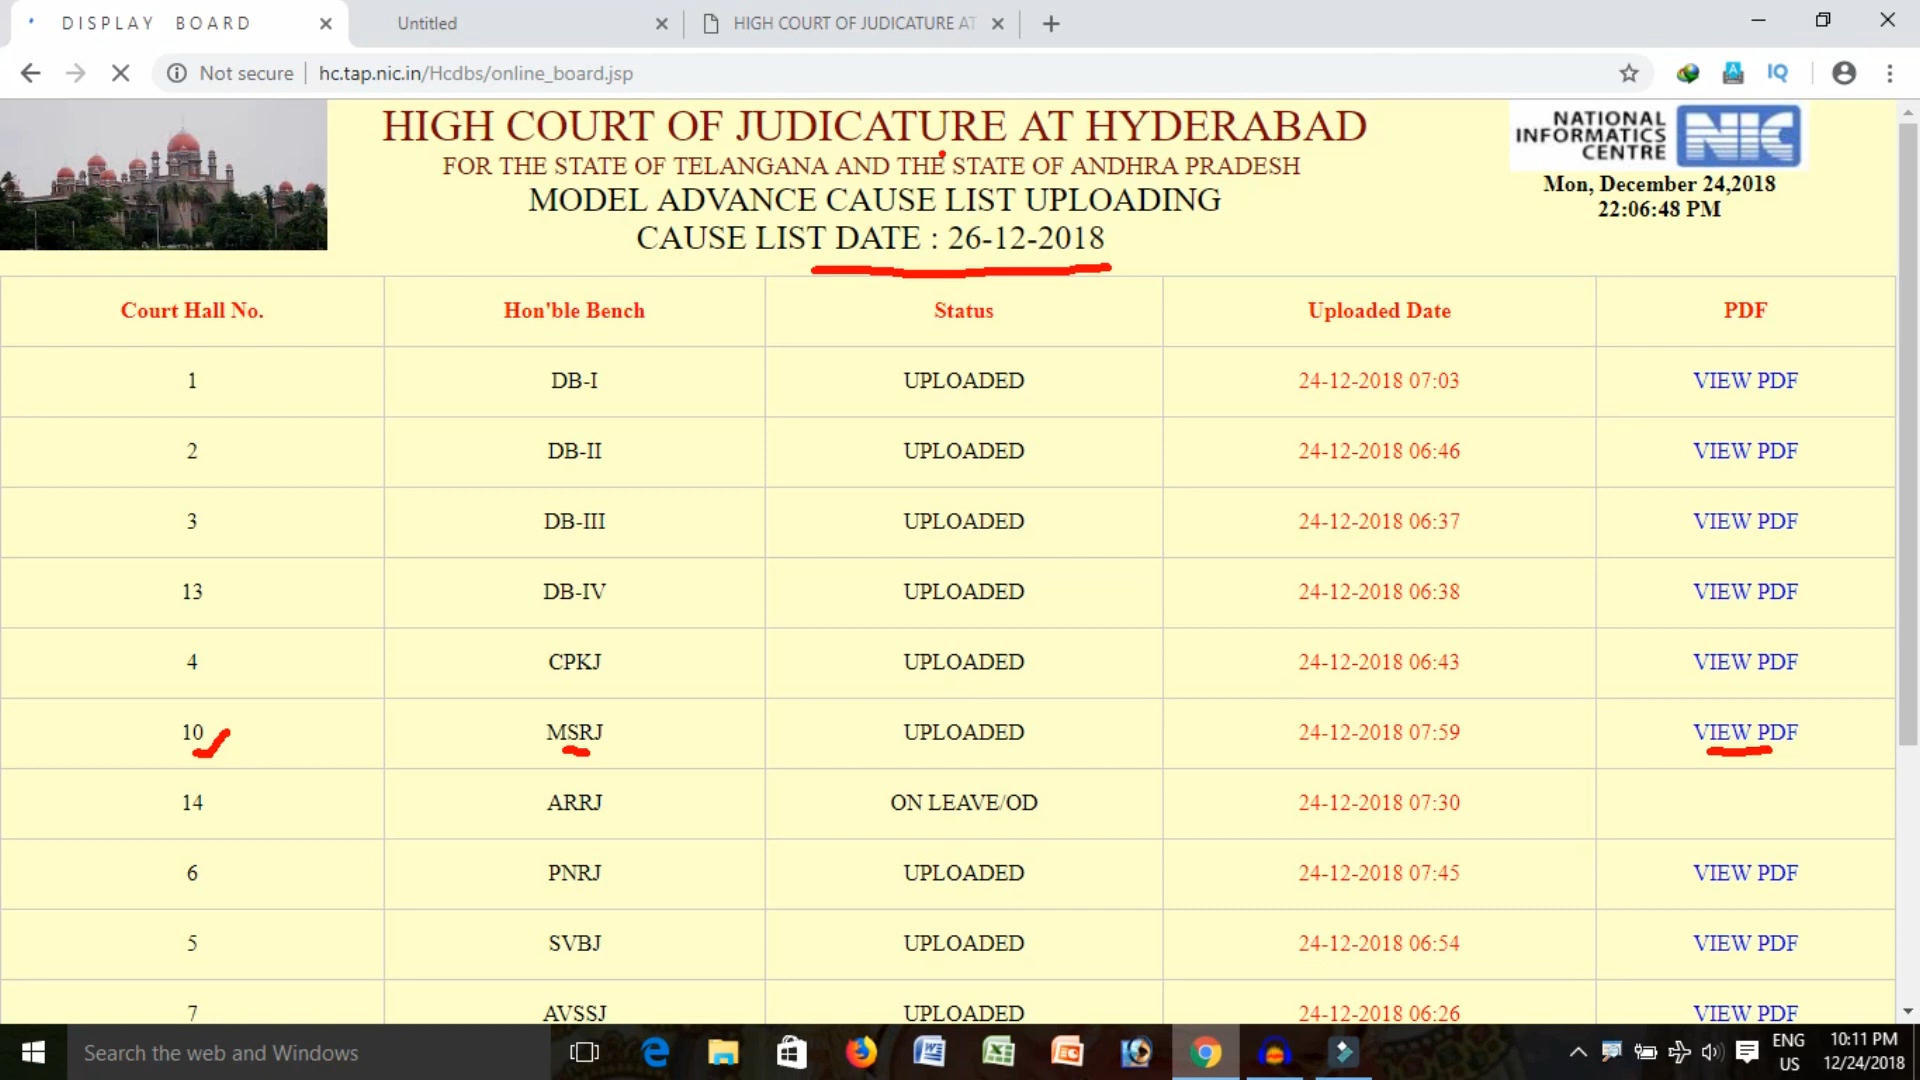 DISPLAY BOARD
Untitled
HIGH COURT OF JUDICATURE AT
Not secure
hc.tap.nic.in/Hcdbs/online_board.jsp
IQ
HIGH COURT OF JUDICATURE AT HYDERABAD
FOR THE STATE OF TELANGANA AND THE STATE OF ANDHRA PRADESH
MODEL ADVANCE CAUSE LIST UPLOADING
CAUSE LIST DATE : 26-12-2018
NATIONAL
INFORMATICS
CENTRE
NIC
Mon, December 24,2018
22:06:48 PM
Court Hall No. Hon'ble Bench Status Uploaded Date PDF
1 DB-I UPLOADED 24-12-2018 07:03 VIEW PDF
2 DB-II UPLOADED 24-12-2018 06:46 VIEW PDF
3 DB-III UPLOADED 24-12-2018 06:37 VIEW PDF
13 DB-IV UPLOADED 24-12-2018 06:38 VIEW PDF
4 CPKJ UPLOADED 24-12-2018 06:43 VIEW PDF
10 MSRJ UPLOADED 24-12-2018 07:59 VIEW PDF
14 ARRJ ON LEAVE/OD 24-12-2018 07:30
6 PNRJ UPLOADED 24-12-2018 07:45 VIEW PDF
5 SVBJ UPLOADED 24-12-2018 06:54 VIEW PDF
7 AVSSJ UPLOADED 24-12-2018 06:26 VIEW PDF
Search the web and Windows
ENG
US
10:11 PM
12/24/2018